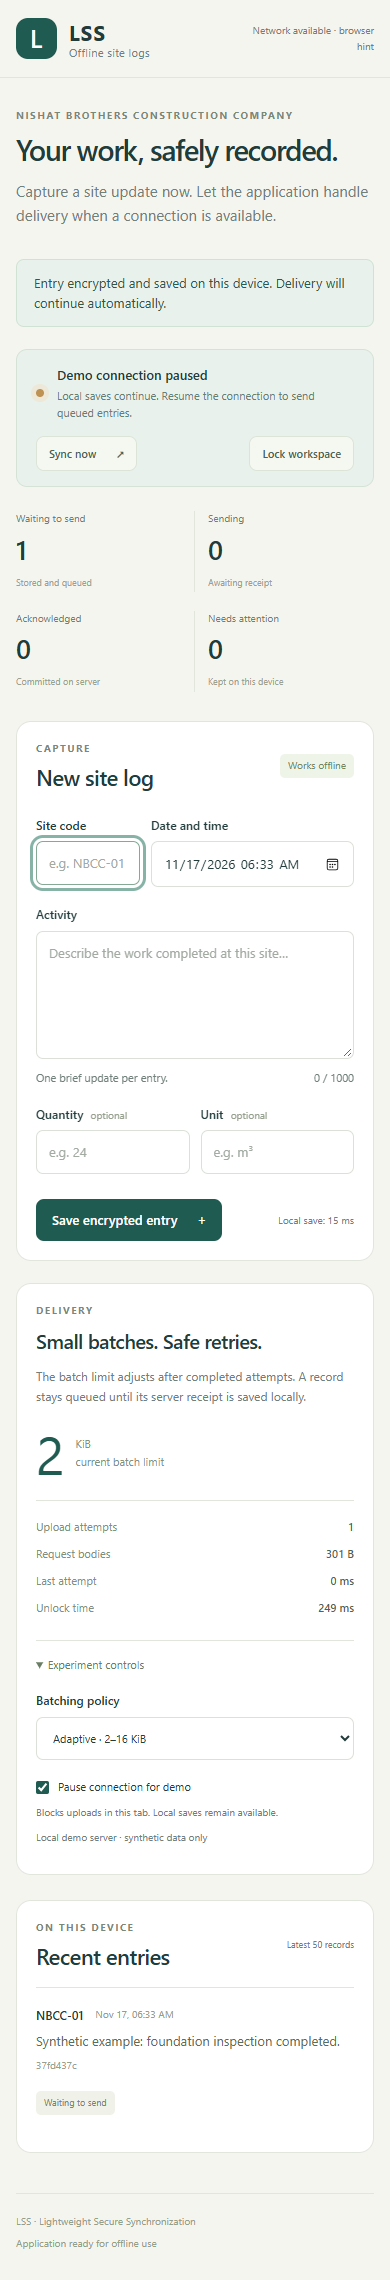 L
LSS
Offline site logs
Network available · browser
hint
NISHAT BROTHERS CONSTRUCTION COMPANY
Your work, safely recorded.
Capture a site update now. Let the application handle
delivery when a connection is available.
Entry encrypted and saved on this device. Delivery will
continue automatically.
Demo connection paused
Local saves continue. Resume the connection to send
queued entries.
Sync now ↗
Lock workspace
Waiting to send
1
Stored and queued
Sending
0
Awaiting receipt
Acknowledged
0
Committed on server
Needs attention
0
Kept on this device
CAPTURE
New site log
Works offline
Site code
e.g. NBCC-01
Date and time
11/17/2026 06:33 AM
Activity
Describe the work completed at this site...
One brief update per entry.
0 / 1000
Quantity optional
e.g. 24
Unit optional
e.g. m³
Save encrypted entry +
Local save: 15 ms
DELIVERY
Small batches. Safe retries.
The batch limit adjusts after completed attempts. A record
stays queued until its server receipt is saved locally.
2
KiB
current batch limit
Upload attempts 1
Request bodies 301 B
Last attempt 0 ms
Unlock time 249 ms
▼ Experiment controls
Batching policy
Adaptive · 2–16 KiB
Pause connection for demo
Blocks uploads in this tab. Local saves remain available.
Local demo server · synthetic data only
ON THIS DEVICE
Recent entries
Latest 50 records
NBCC-01 Nov 17, 06:33 AM
Synthetic example: foundation inspection completed.
37fd437c
Waiting to send
LSS · Lightweight Secure Synchronization
Application ready for offline use